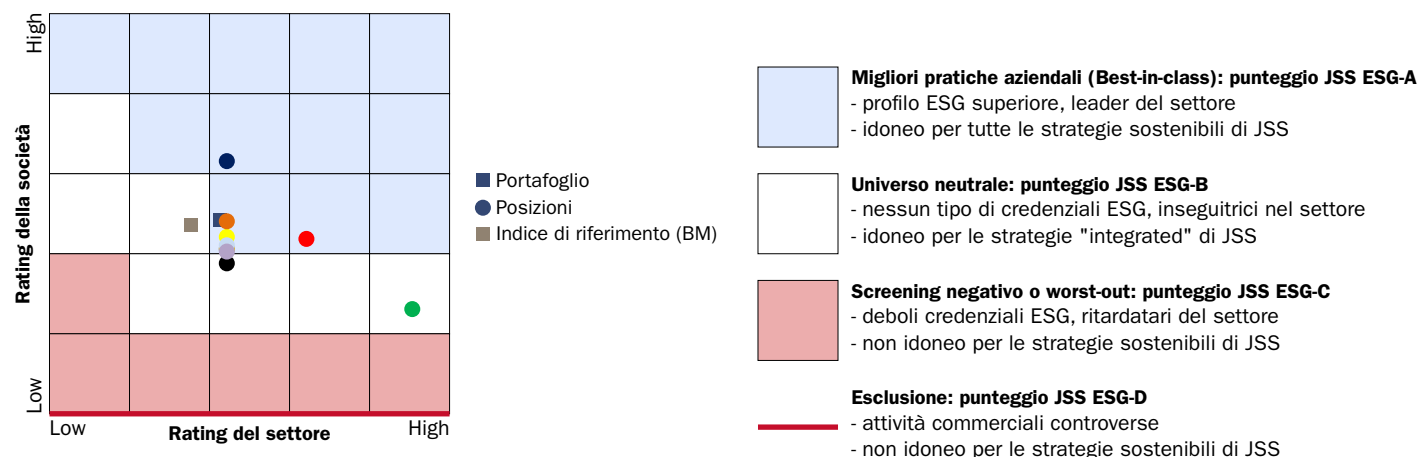 High
Rating della società
Low
Low
Rating del settore
High
Portafoglio
Posizioni
Indice di riferimento (BM)
Migliori pratiche aziendali (Best-in-class): punteggio JSS ESG-A
- profilo ESG superiore, leader del settore
- idoneo per tutte le strategie sostenibili di JSS
Universo neutrale: punteggio JSS ESG-B
- nessun tipo di credenziali ESG, inseguitrici nel settore
- idoneo per le strategie "integrated" di JSS
Screening negativo o worst-out: punteggio JSS ESG-C
- deboli credenziali ESG, ritardatari del settore
- non idoneo per le strategie sostenibili di JSS
Esclusione: punteggio JSS ESG-D
- attività commerciali controverse
- non idoneo per le strategie sostenibili di JSS